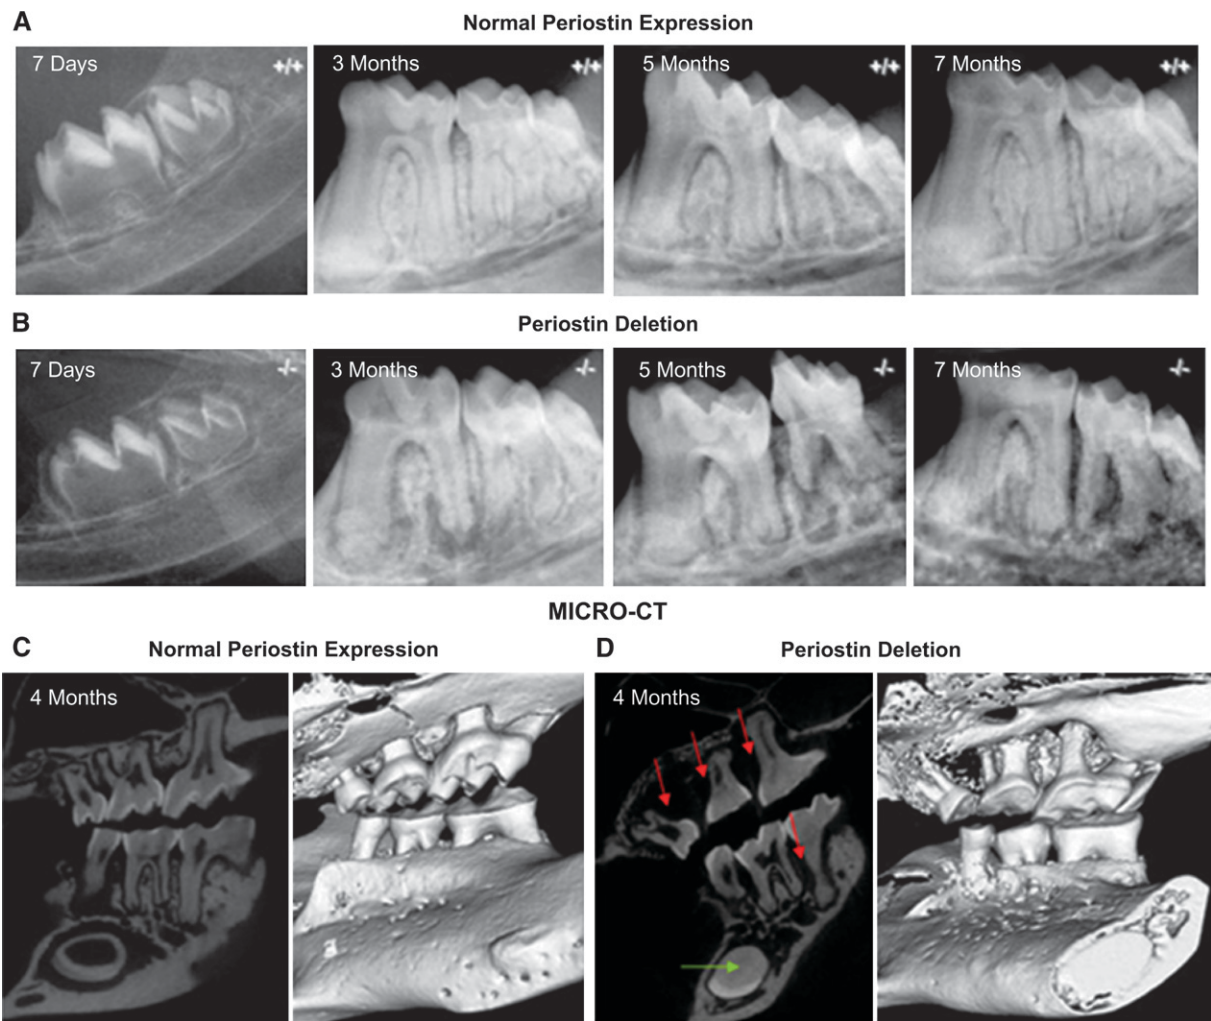 A
Normal Periostin Expression
7 Days
+/+
3 Months
+/+
5 Months
+/+
7 Months
+/+
B
Periostin Deletion
7 Days
-/-
3 Months
-/-
5 Months
-/-
7 Months
-/-
MICRO-CT
C
Normal Periostin Expression
D
Periostin Deletion
4 Months
4 Months